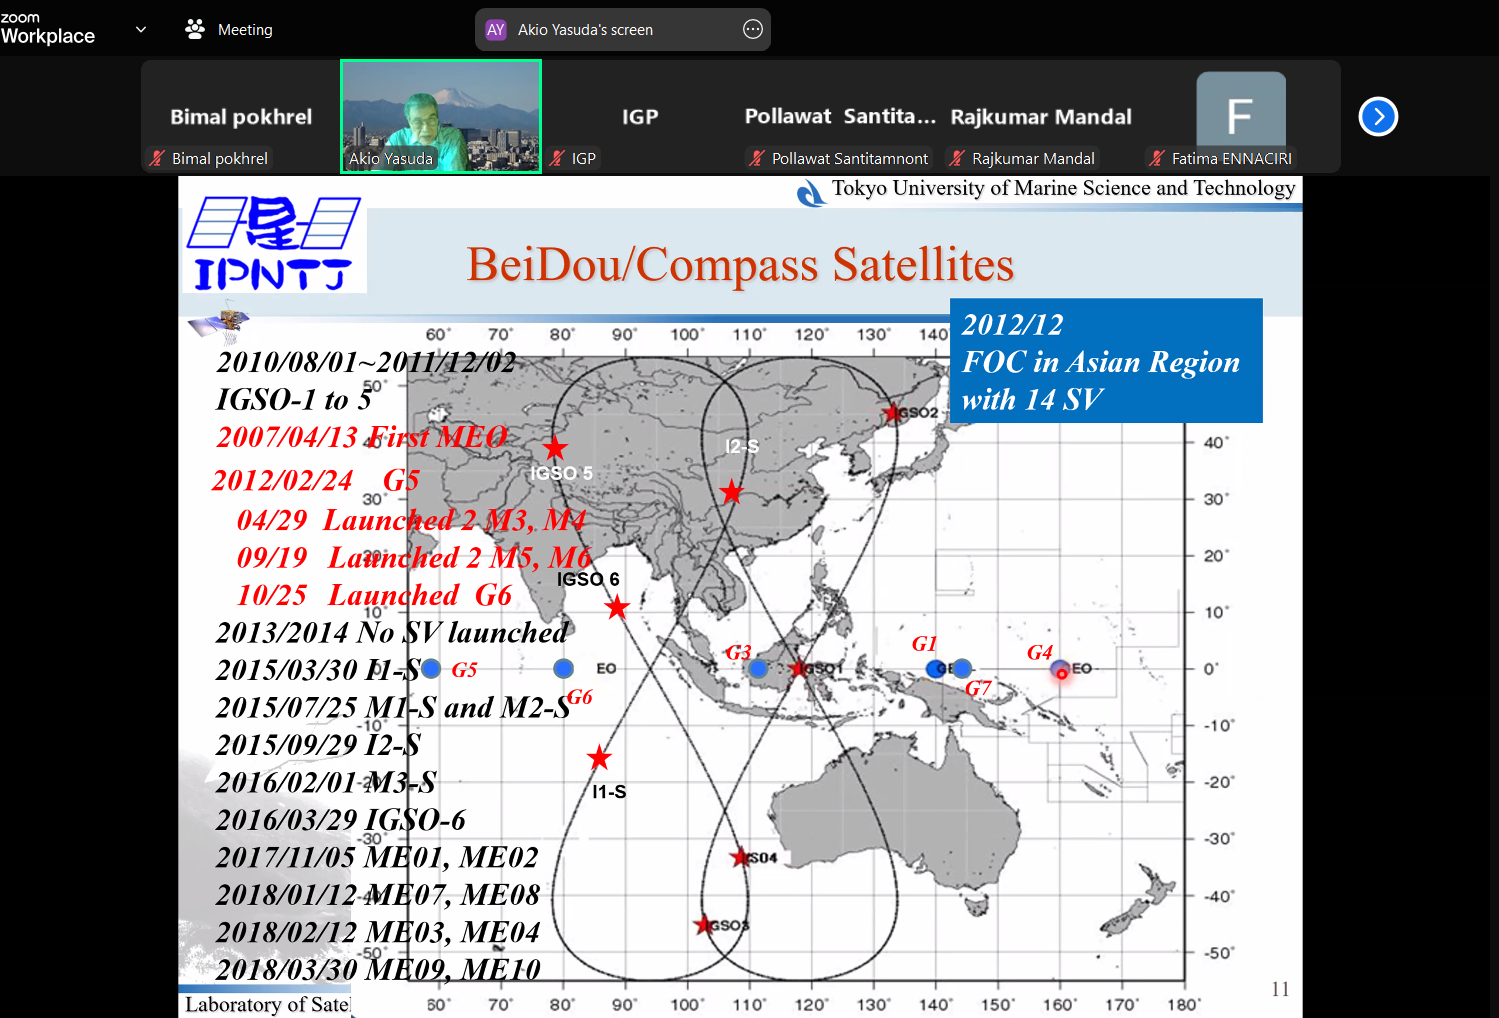 zoom
Workplace
Meeting
AY Akio Yasuda's screen
Bimal pokhrel
IGP
Pollawat Santita...
Rajkumar Mandal
F
Bimal pokhrel
Akio Yasuda
IGP
Pollawat Santitamnont
Rajkumar Mandal
Fatima ENNACIRI
Tokyo University of Marine Science and Technology
星
IPNTJ
BeiDou/Compass Satellites
2012/12
FOC in Asian Region
with 14 SV
60° 70° 80° 90° 100° 110° 120° 130° 140
2010/08/01~2011/12/02
IGSO-1 to 5
2007/04/13 First MEO
2012/02/24 G5
04/29 Launched 2 M3, M4
09/19 Launched 2 M5, M6
10/25 Launched G6
2013/2014 No SV launched
2015/03/30 I1-S
2015/07/25 M1-S and M2-S
2015/09/29 I2-S
2016/02/01 M3-S
2016/03/29 IGSO-6
2017/11/05 ME01, ME02
2018/01/12 ME07, ME08
2018/02/12 ME03, ME04
2018/03/30 ME09, ME10
50°
40°
30°
20°
10°
-10°
-20
-30°
-40°
-50°
IGSO2
I2-S
IGSO 5
IGSO 6
G1
G3
G4
G5
EO
IGSO1
GE
EO
G6
G7
I1-S
SO4
IGSO3
40°
30°
20°
10°
0°
-10°
-20°
-30°
-40°
-50°
60° 70° 80° 90° 100° 110° 120° 130° 140° 150° 160° 170° 180°
Laboratory of Sate
11